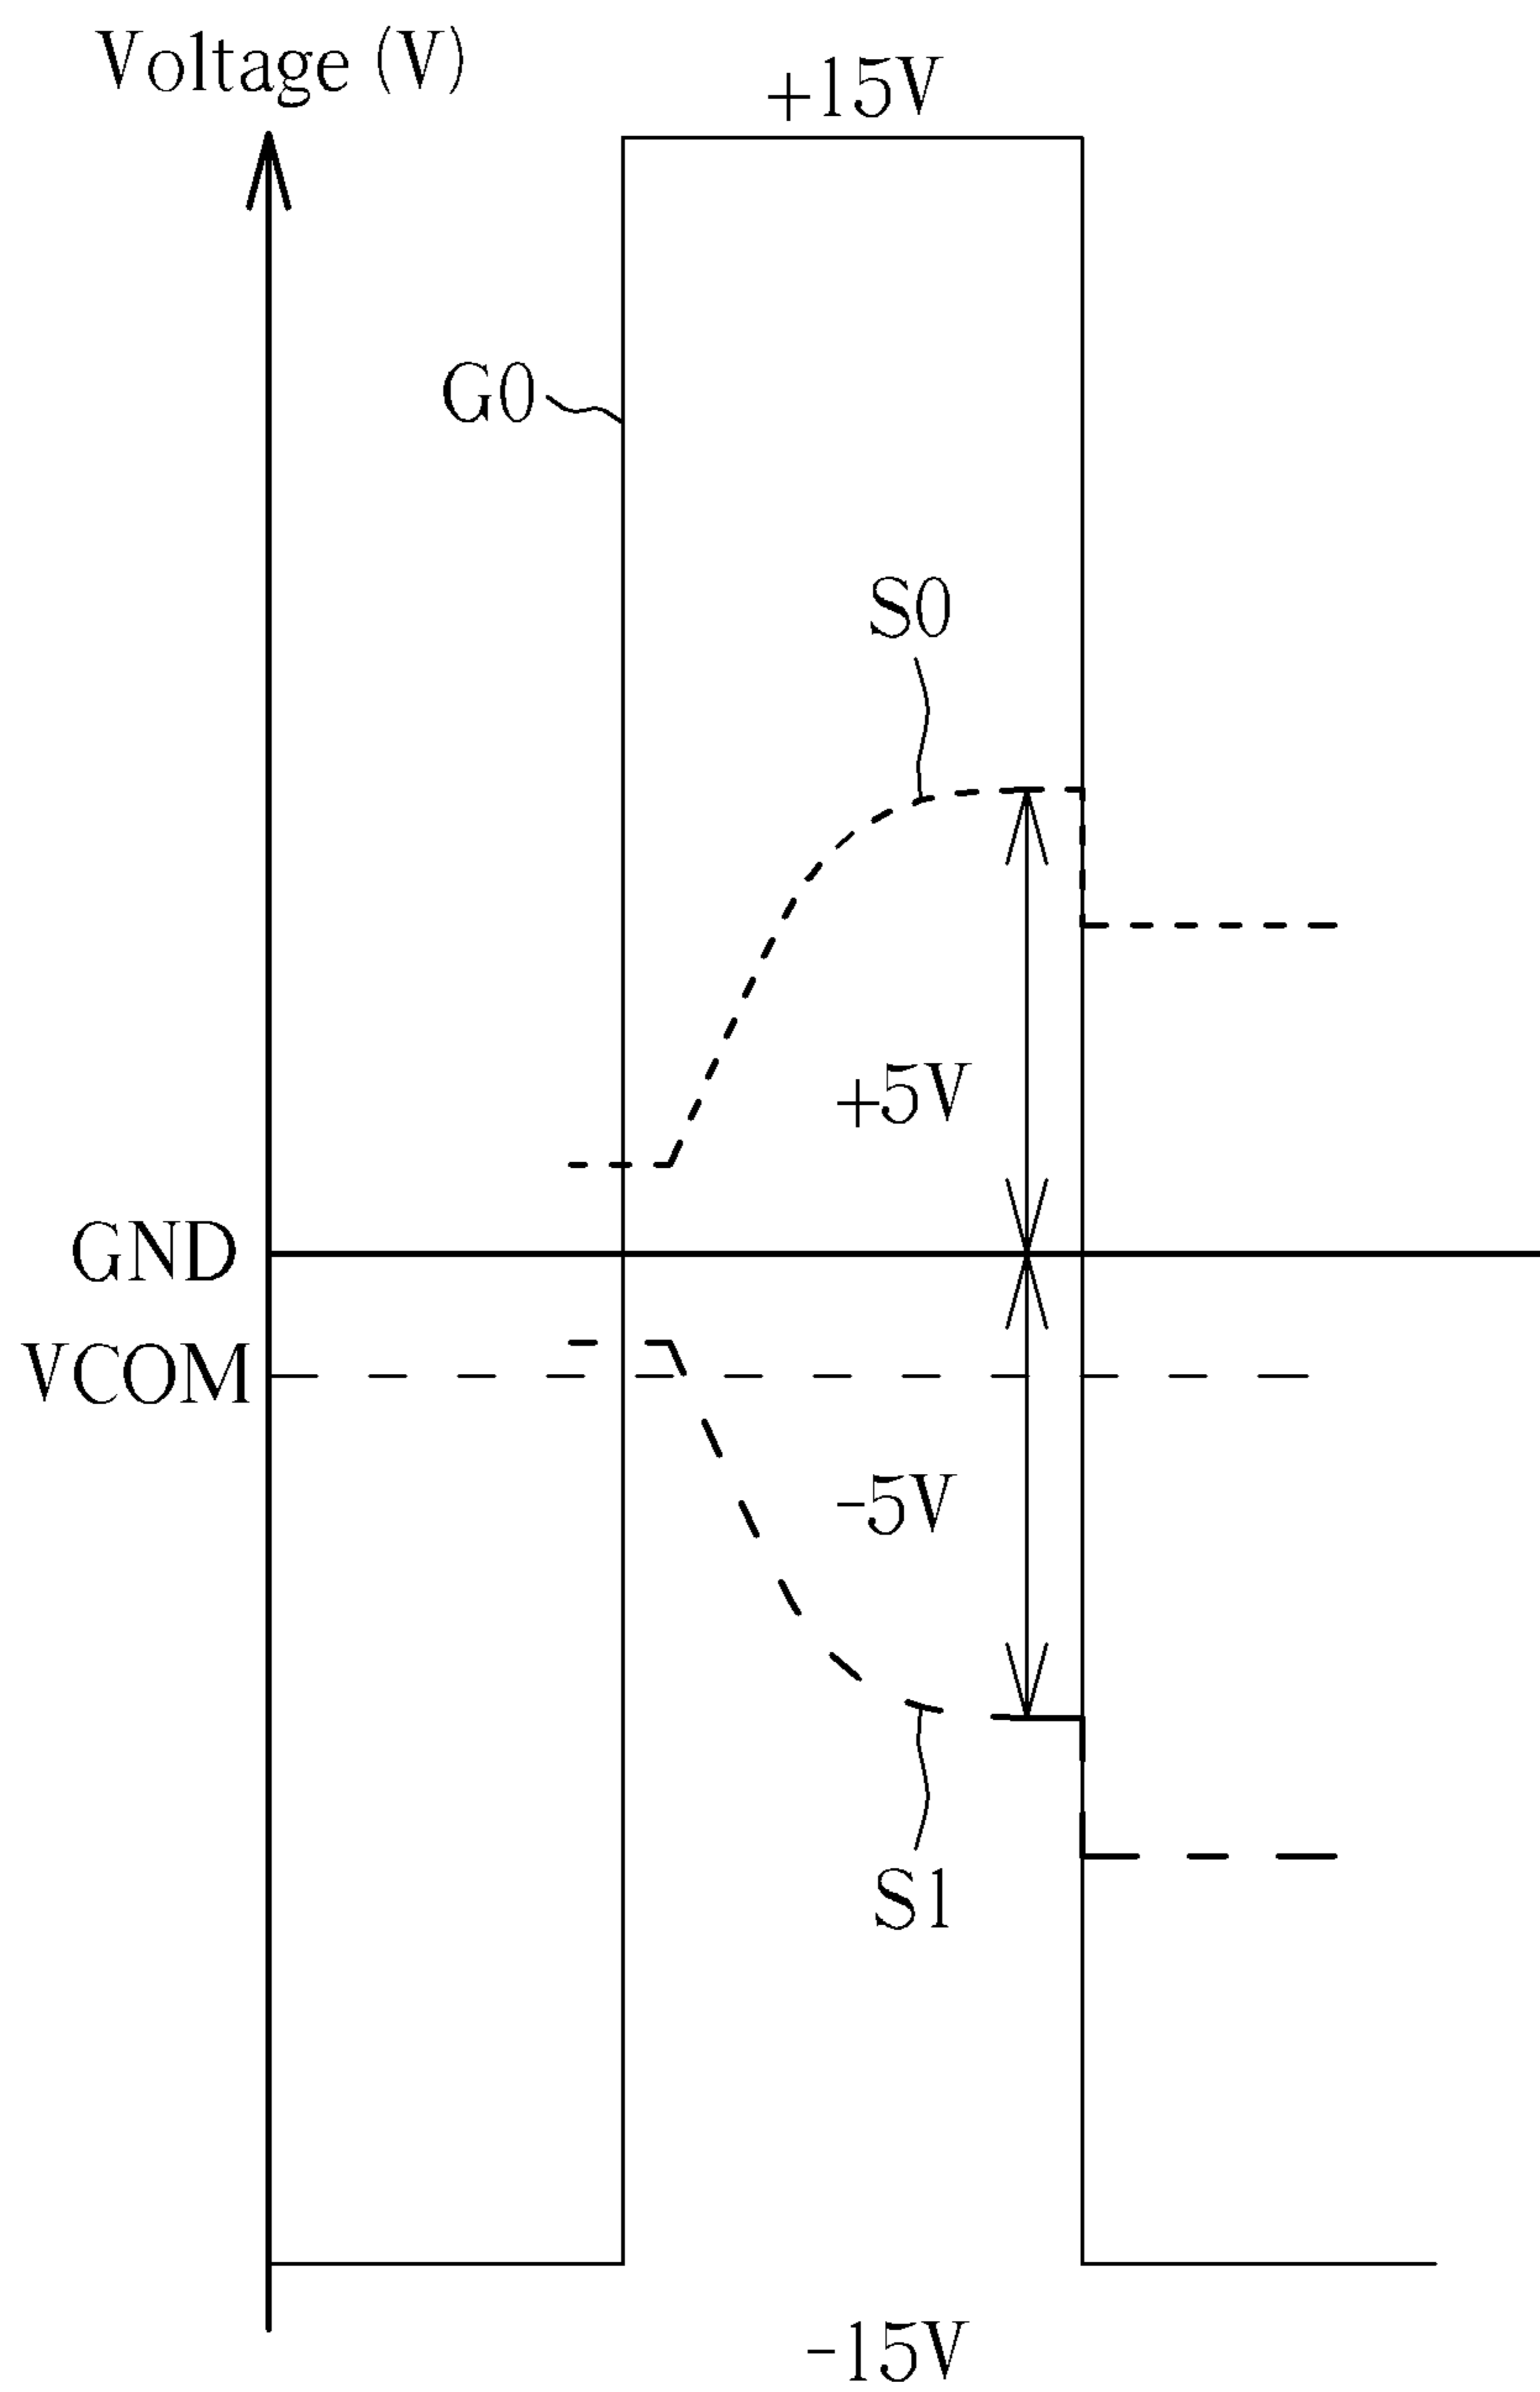 Voltage (V)
+15V
G0
S0
+5V
GND
VCOM
-5V
S1
-15V